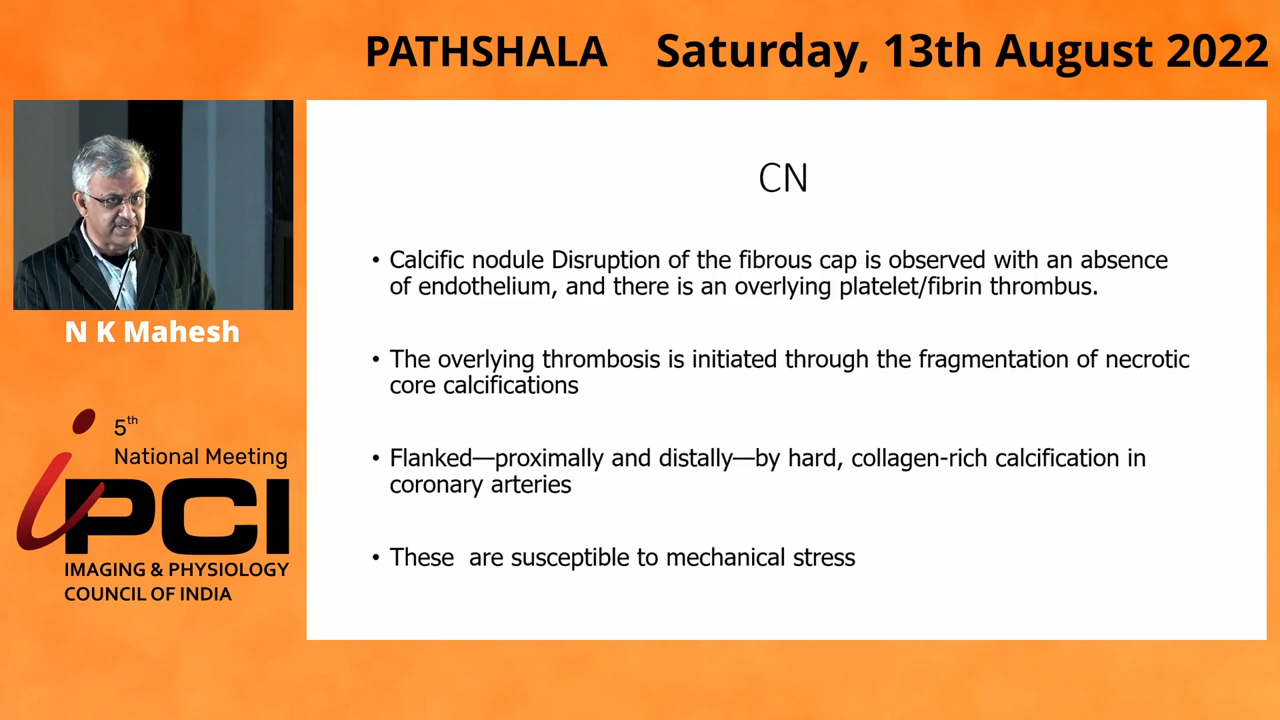 PATHSHALA Saturday, 13th August 2022
N K Mahesh
5th
National Meeting
iPCI
IMAGING & PHYSIOLOGY
COUNCIL OF INDIA
CN
• Calcific nodule Disruption of the fibrous cap is observed with an absence
of endothelium, and there is an overlying platelet/fibrin thrombus.
• The overlying thrombosis is initiated through the fragmentation of necrotic
core calcifications
• Flanked—proximally and distally—by hard, collagen-rich calcification in
coronary arteries
• These  are susceptible to mechanical stress